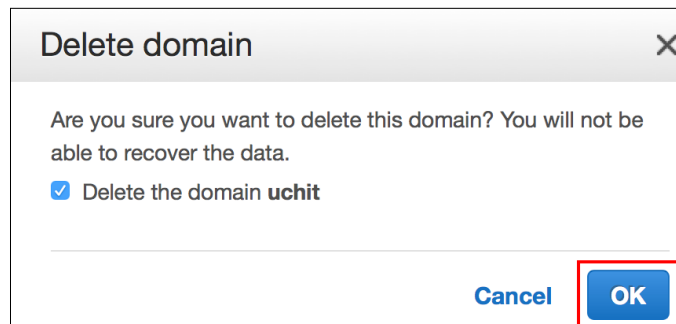 Delete domain
Are you sure you want to delete this domain? You will not be
able to recover the data.
Delete the domain uchit
Cancel
OK